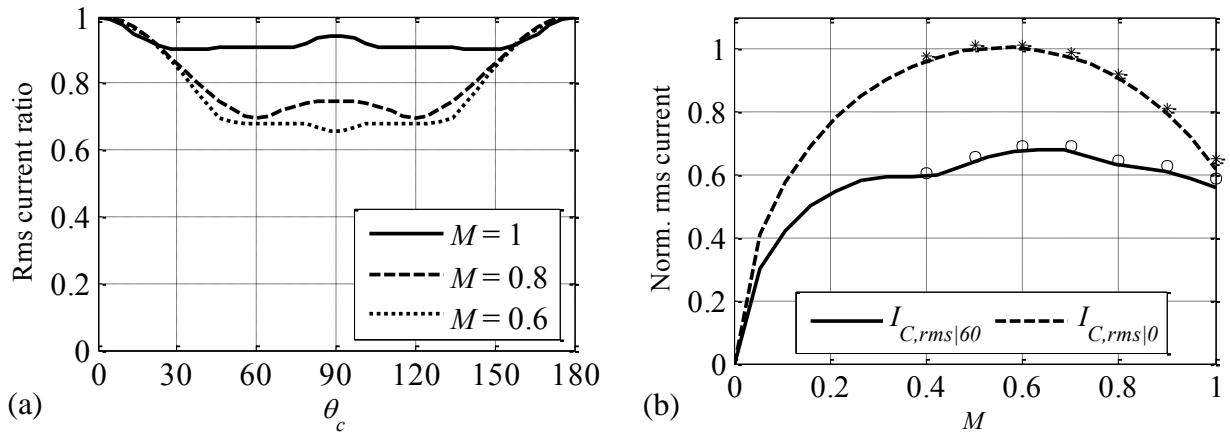 Rms current ratio
1
0.8
0.6
0.4
0.2
0
0 30 60 90 120 150 180
θc
M = 1
M = 0.8
M = 0.6
(a)
Norm. rms current
1
0.8
0.6
0.4
0.2
0
0 0.2 0.4 0.6 0.8 1
M
IC,rms|60 IC,rms|0
(b)